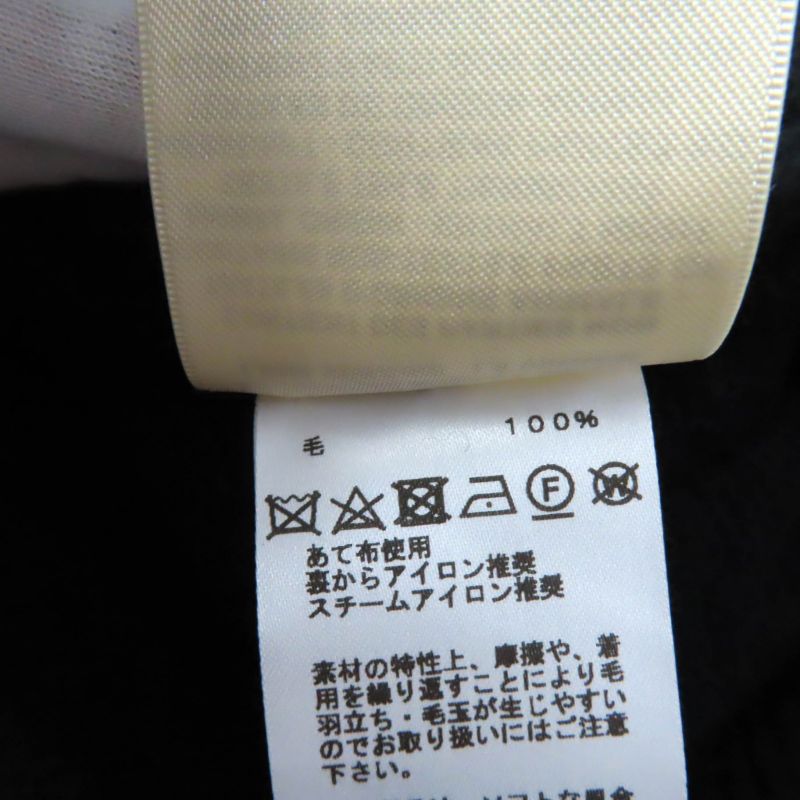 毛 100%
F W
あて布使用
裏からアイロン推奨
スチームアイロン推奨
素材の特性上、摩擦や、着
用を繰り返すことにより毛
羽立ち・毛玉が生じやすい
のでお取り扱いにはご注意
下さい。